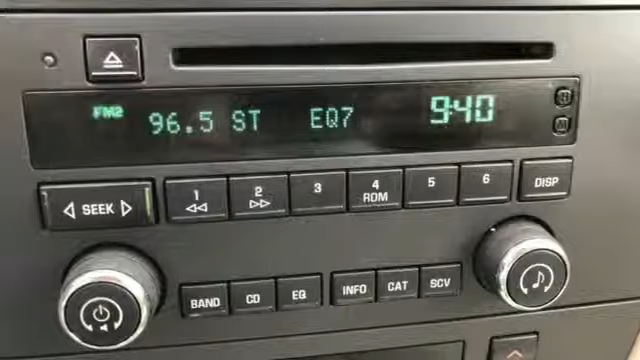 FM2 96.5 ST EQ7 9:40
H
M
SEEK 1 2 3 4 5 6 DISP
RDM
BAND CD EQ INFO CAT SCV